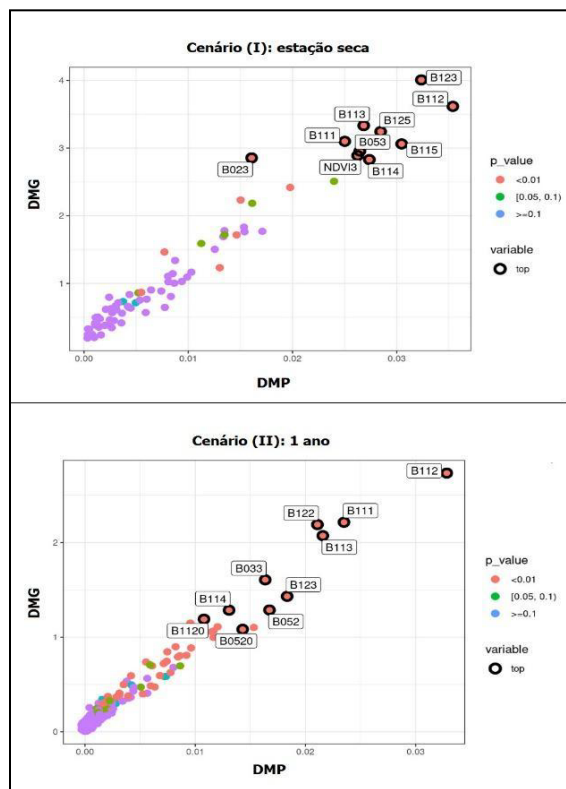 Cenário (I): estação seca
4
3
2
1
DMG
0.00
0.01
0.02
0.03
DMP
B123
B112
B113
B125
B111
B053
B115
B023
NDVI3
B114
p_value
<0.01
[0.05, 0.1)
>=0.1
variable
top
Cenário (II): 1 ano
2
1
0
DMG
0.00
0.01
0.02
0.03
DMP
B112
B122
B111
B113
B033
B123
B114
B052
B1120
B0520
p_value
<0.01
[0.05, 0.1)
>=0.1
variable
top